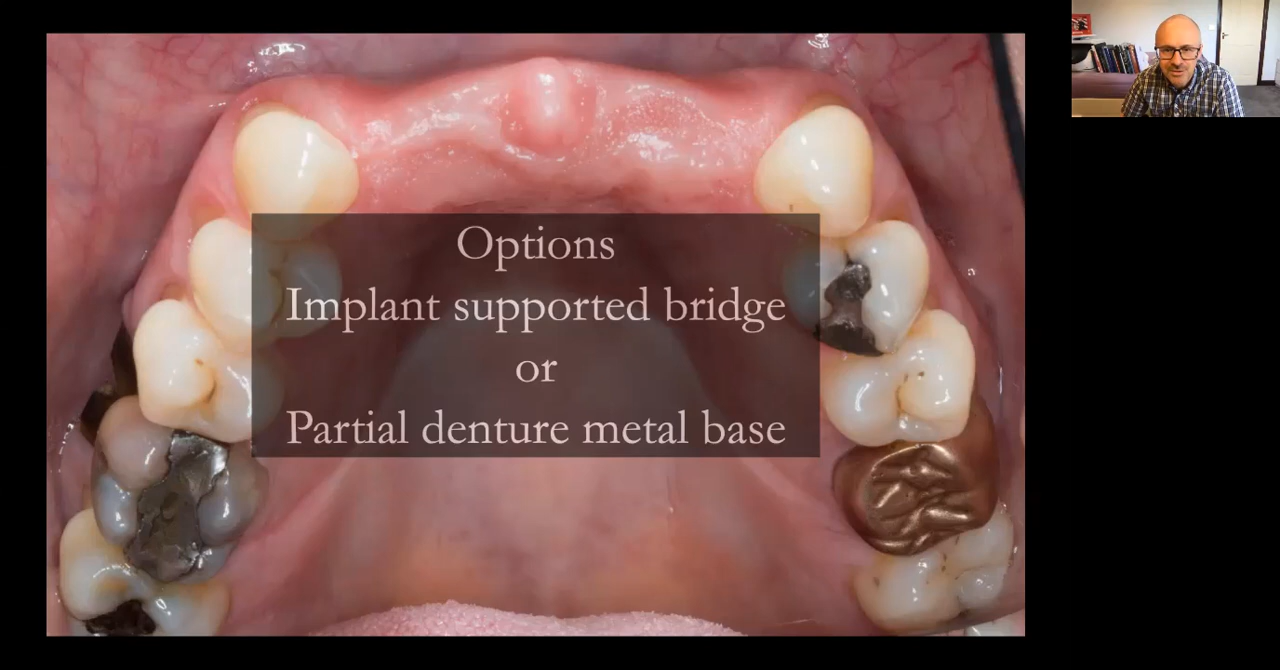 Options
Implant supported bridge
or
Partial denture metal base